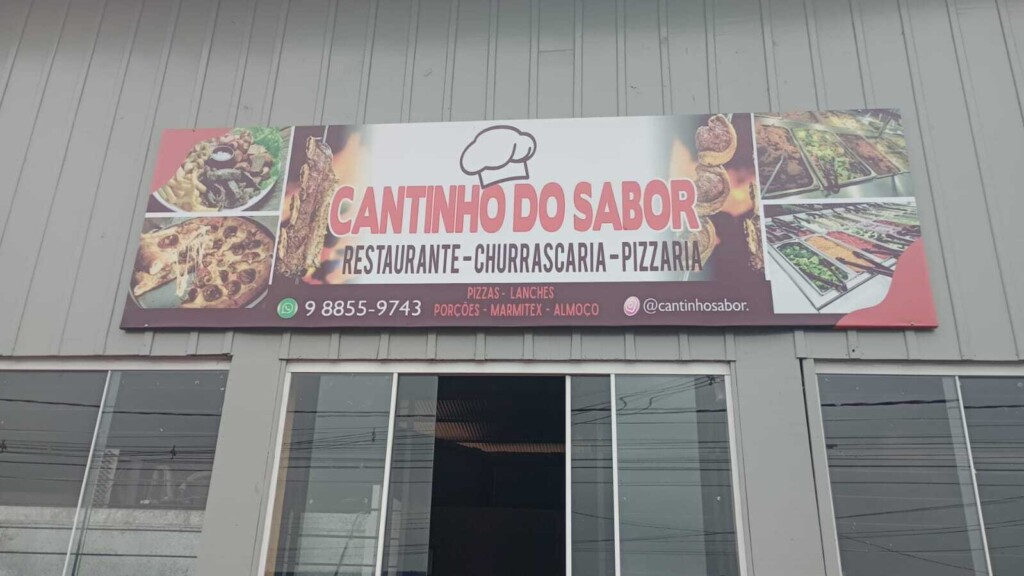 CANTINHO DO SABOR
RESTAURANTE-CHURRASCARIA-PIZZARIA
PIZZAS - LANCHES
9 8855-9743 PORÇÕES - MARMITEX - ALMOÇO @cantinhosabor.